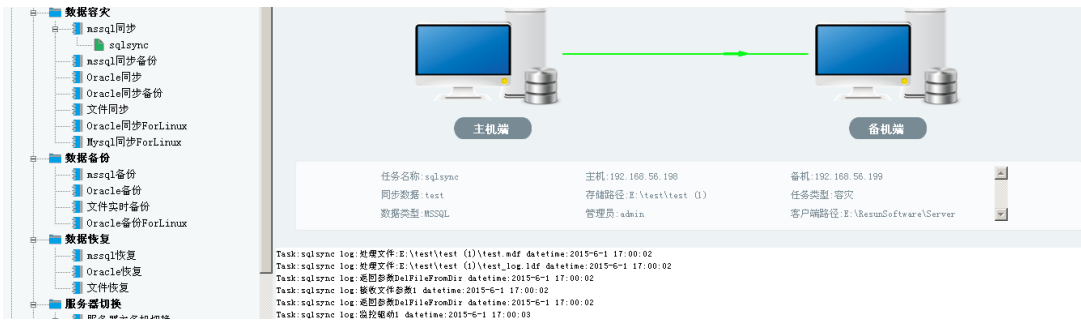 数据容灾
mssql同步
sqlsync
mssql同步备份
Oracle同步
Oracle同步备份
文件同步
Oracle同步ForLinux
Mysql同步ForLinux
数据备份
mssql备份
Oracle备份
文件实时备份
Oracle备份ForLinux
数据恢复
mssql恢复
Oracle恢复
文件恢复
服务器切换
服务器主备机切换
主机端
备机端
任务名称:sqlsync 主机:192.168.56.198 备机:192.168.56.199
同步数据:test 存储路径:E:\test\test (1) 任务类型:容灾
数据类型:MSSQL 管理员:admin 客户端路径:E:\ResunSoftware\Server
Task:sqlsync log:处理文件:E:\test\test (1)\test.mdf datetime:2015-6-1 17:00:02
Task:sqlsync log:处理文件:E:\test\test (1)\test_log.ldf datetime:2015-6-1 17:00:02
Task:sqlsync log:返回参数DelFileFromDir datetime:2015-6-1 17:00:02
Task:sqlsync log:接收文件参数1 datetime:2015-6-1 17:00:02
Task:sqlsync log:返回参数DelFileFromDir datetime:2015-6-1 17:00:02
Task:sqlsync log:监控驱动1 datetime:2015-6-1 17:00:03